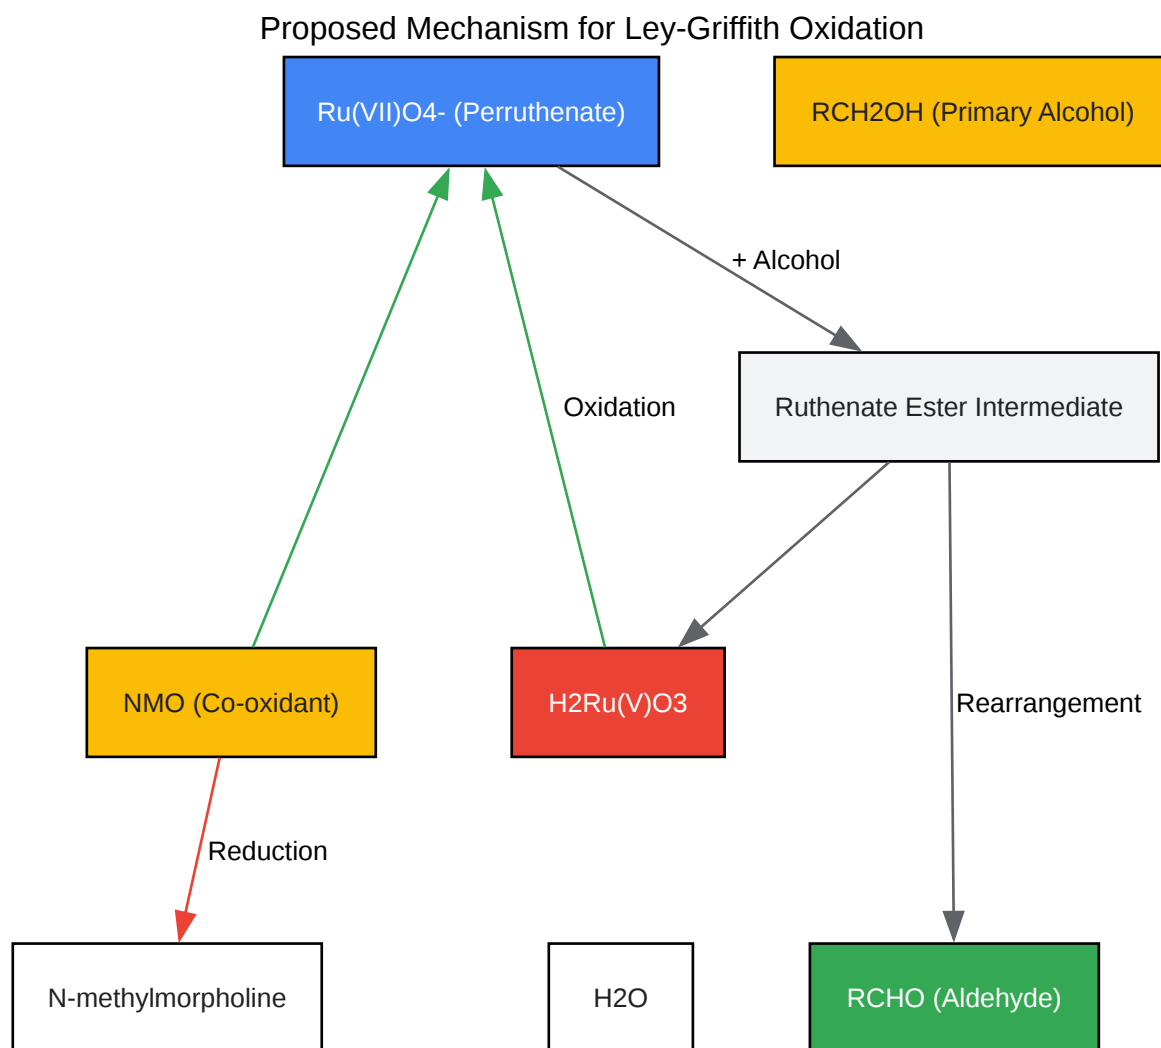 Proposed Mechanism for Ley-Griffith Oxidation
Ru(VII)O4- (Perruthenate)
RCH2OH (Primary Alcohol)
+ Alcohol
Oxidation
Ruthenate Ester Intermediate
NMO (Co-oxidant)
H2Ru(V)O3
Rearrangement
Reduction
N-methylmorpholine
H2O
RCHO (Aldehyde)